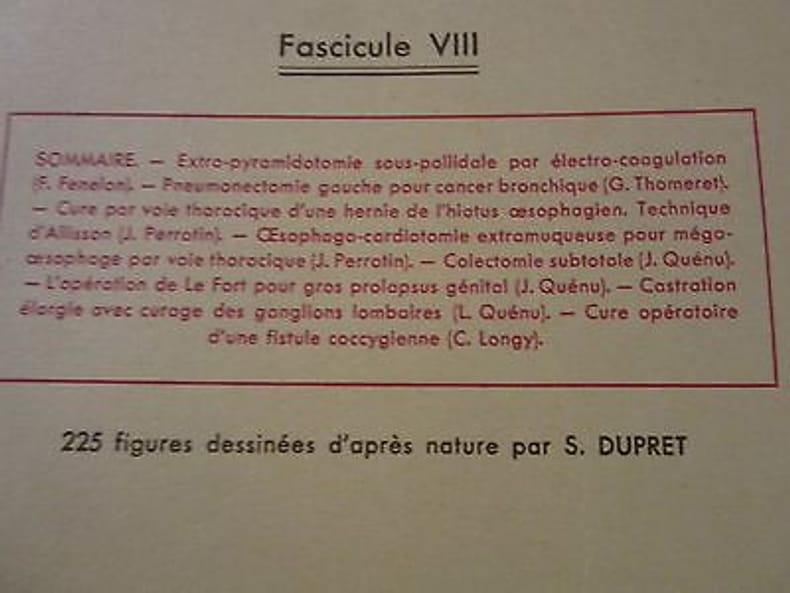 Fascicule VIII
SOMMAIRE. — Extra-pyramidotomie sous-pallidale par électro-coagulation
(F. Fenelon). — Pneumonectomie gauche pour cancer bronchique (G. Thomeret).
— Cure par voie thoracique d'une hernie de l'hiatus œsophagien. Technique
d'Allisson (J. Perrotin). — Œsophago-cardiotomie extramuqueuse pour méga-
œsophage par voie thoracique (J. Perrotin). — Colectomie subtotale (J. Quénu).
— L'opération de Le Fort pour gros prolapsus génital (J. Quénu). — Castration
élargie avec curage des ganglions lombaires (L. Quénu). — Cure opératoire
d'une fistule coccygienne (C. Longy).
225 figures dessinées d'après nature par S. DUPRET